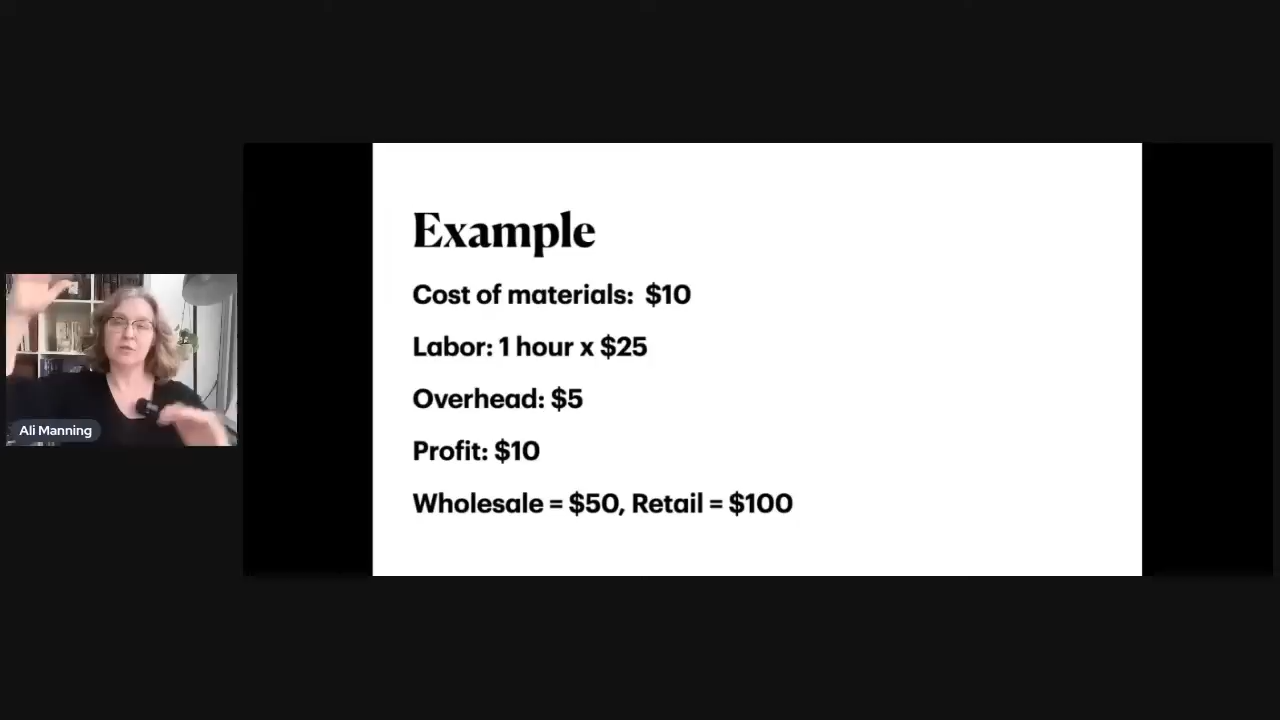 Example
Cost of materials:  $10
Labor: 1 hour x $25
Overhead: $5
Profit: $10
Wholesale = $50, Retail = $100
Ali Manning